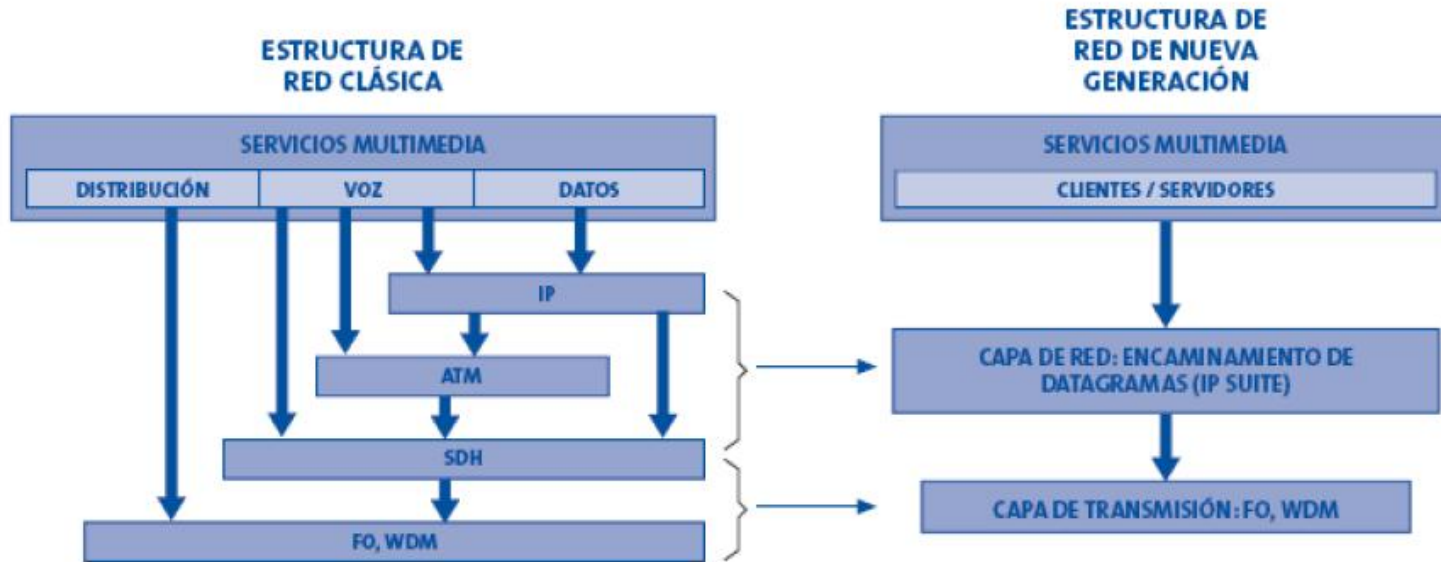 ESTRUCTURA DE
RED CLÁSICA
SERVICIOS MULTIMEDIA
DISTRIBUCIÓN
VOZ
DATOS
IP
ATM
SDH
FO, WDM
ESTRUCTURA DE
RED DE NUEVA
GENERACIÓN
SERVICIOS MULTIMEDIA
CLIENTES / SERVIDORES
CAPA DE RED: ENCAMINAMIENTO DE
DATAGRAMAS (IP SUITE)
CAPA DE TRANSMISIÓN: FO, WDM